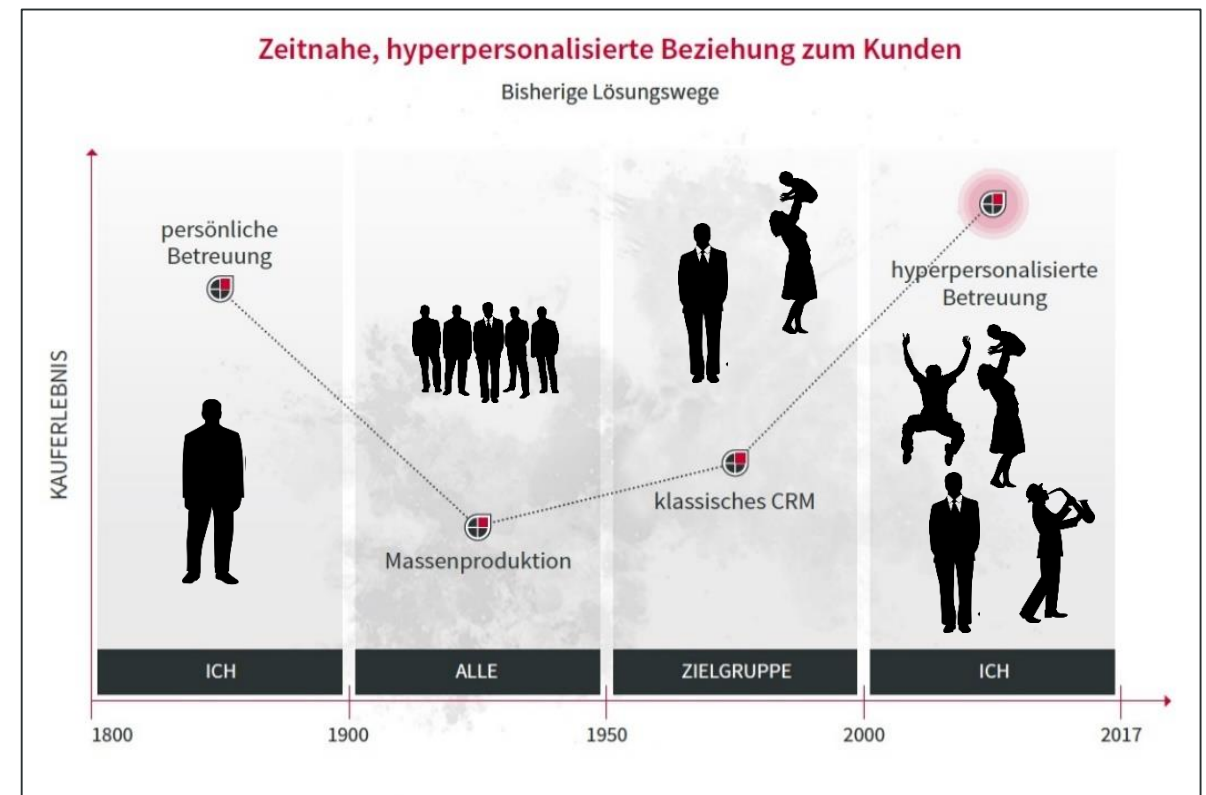 Zeitnahe, hyperpersonalisierte Beziehung zum Kunden
Bisherige Lösungswege
KAUFERLEBNIS
persönliche
Betreuung
Massenproduktion
klassisches CRM
hyperpersonalisierte
Betreuung
ICH
ALLE
ZIELGRUPPE
ICH
1800
1900
1950
2000
2017